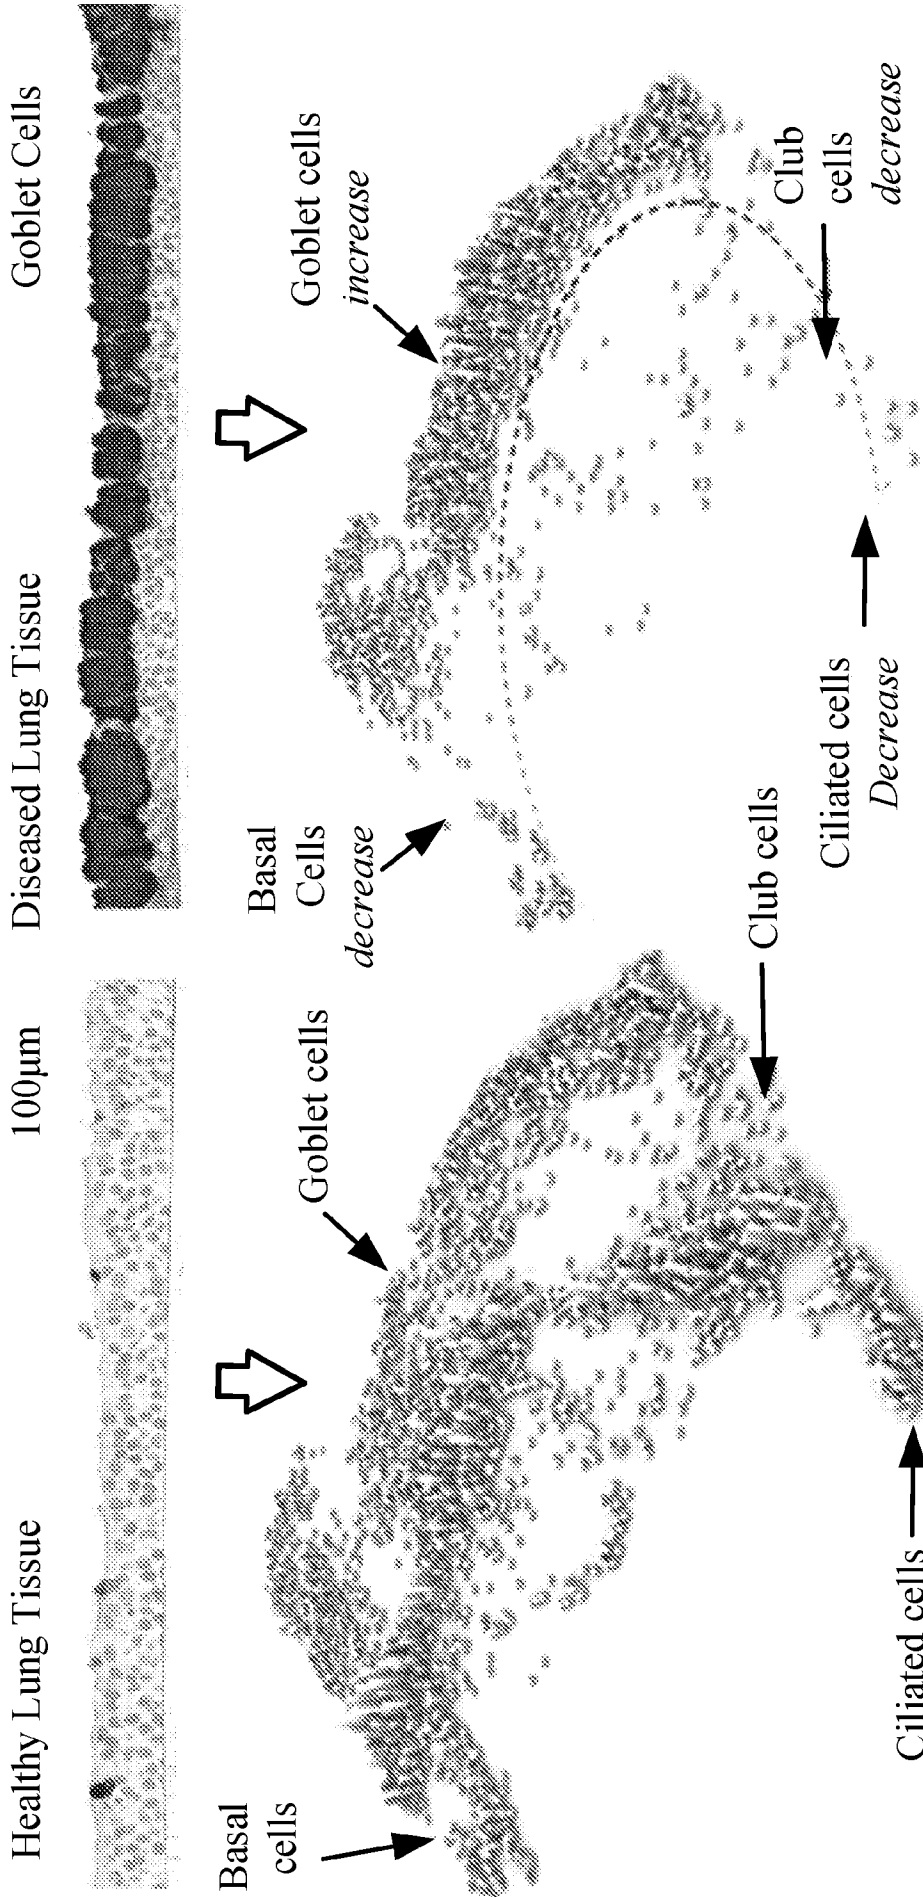 Healthy Lung Tissue
100μm
Diseased Lung Tissue
Goblet Cells
Basal
cells
Goblet cells
Club cells
Ciliated cells
Basal
Cells
decrease
Goblet cells
increase
Club
cells
decrease
Ciliated cells
Decrease